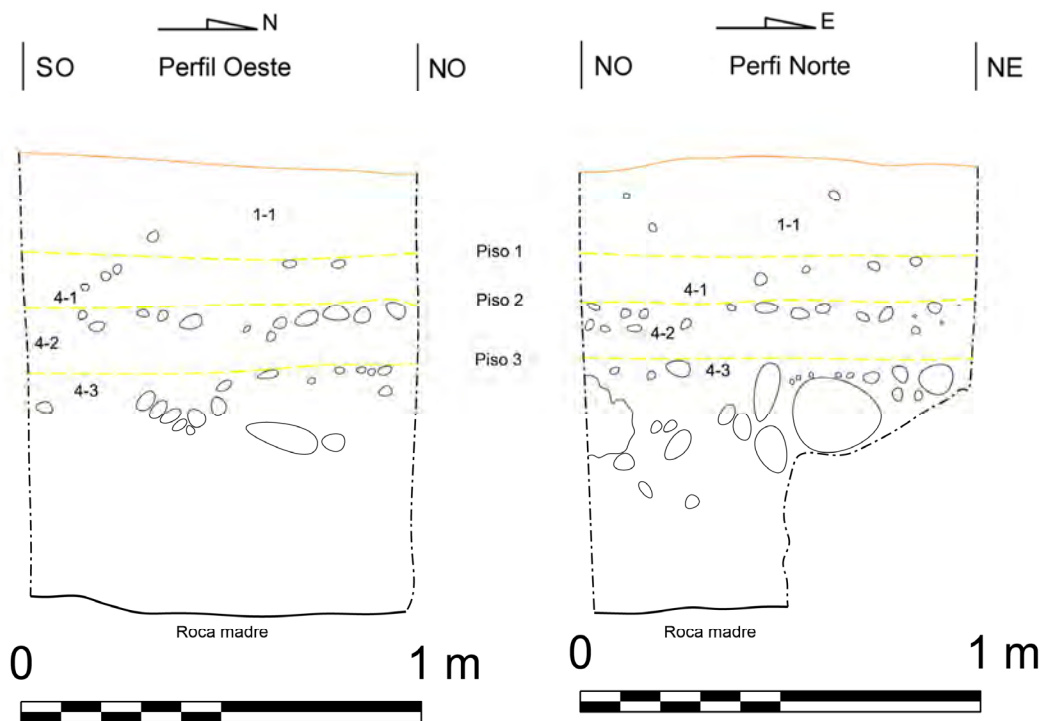 N
SO Perfil Oeste NO
1-1
4-1
4-2
4-3
Roca madre
0 1 m
Piso 1
Piso 2
Piso 3
E
NO Perfi Norte NE
1-1
4-1
4-2
4-3
Roca madre
0 1 m